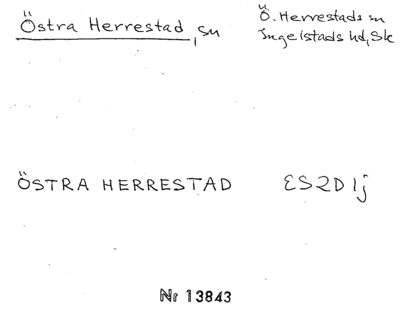 Östra Herrestad, sn
Ö. Herrestads sn
Ingelstads hd, Sk
ÖSTRA HERRESTAD
ES2D1j
Nr 13843